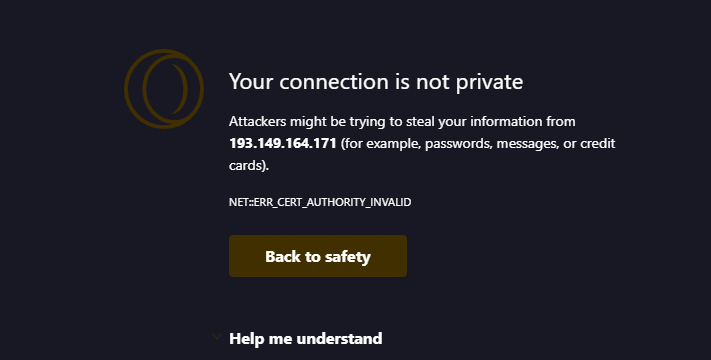 Your connection is not private
Attackers might be trying to steal your information from
193.149.164.171 (for example, passwords, messages, or credit
cards).
NET::ERR_CERT_AUTHORITY_INVALID
Back to safety
Help me understand